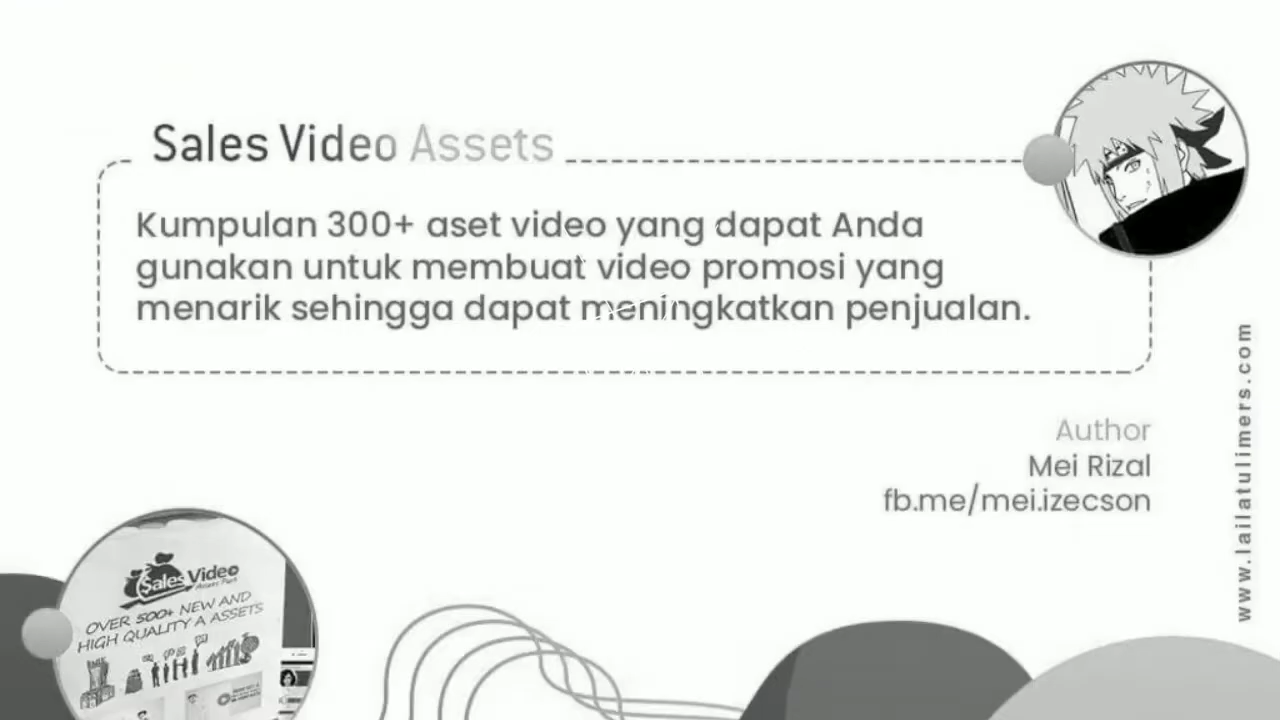 Sales Video Assets
Kumpulan 300+ aset video yang dapat Anda
gunakan untuk membuat video promosi yang
menarik sehingga dapat meningkatkan penjualan.
Author
Mei Rizal
fb.me/mei.izecson
www.lailatulimers.com
Sales Video
OVER 500+ NEW AND
HIGH QUALITY A ASSETS